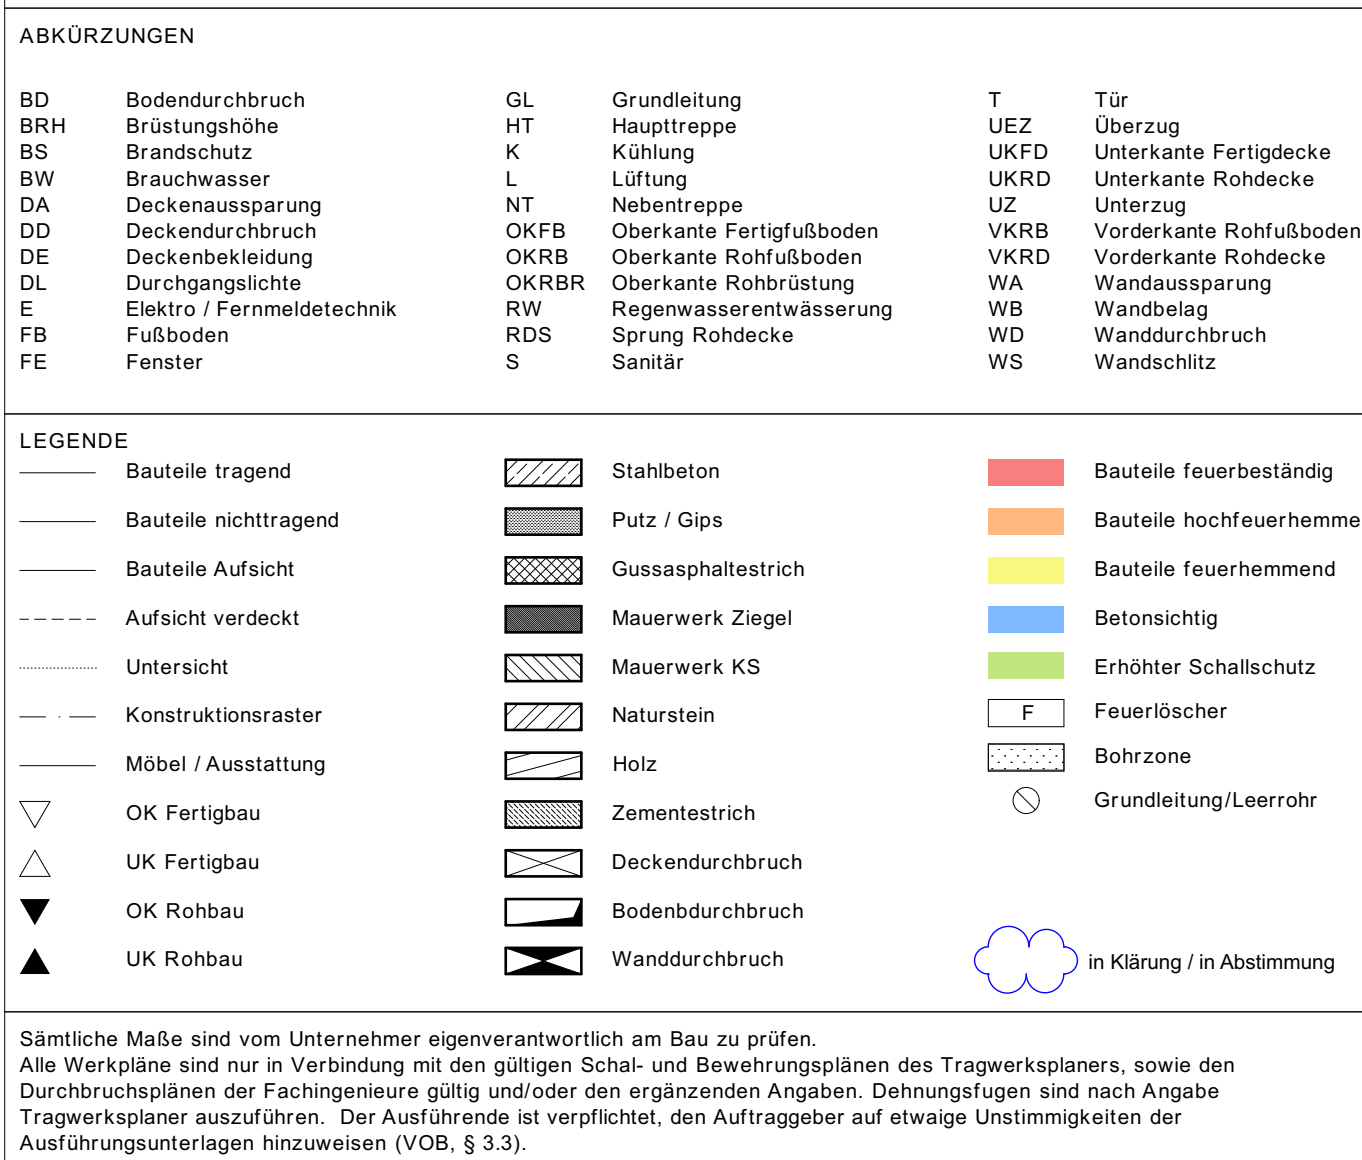 ABKÜRZUNGEN
BD Bodendurchbruch GL Grundleitung T Tür
BRH Brüstungshöhe HT Haupttreppe UEZ Überzug
BS Brandschutz K Kühlung UKFD Unterkante Fertigdecke
BW Brauchwasser L Lüftung UKRD Unterkante Rohdecke
DA Deckenaussparung NT Nebentreppe UZ Unterzug
DD Deckendurchbruch OKFB Oberkante Fertigfußboden VKRB Vorderkante Rohfußboden
DE Deckenbekleidung OKRB Oberkante Rohfußboden VKRD Vorderkante Rohdecke
DL Durchgangslichte OKRBR Oberkante Rohbrüstung WA Wandaussparung
E Elektro / Fernmeldetechnik RW Regenwasserentwässerung WB Wandbelag
FB Fußboden RDS Sprung Rohdecke WD Wanddurchbruch
FE Fenster S Sanitär WS Wandschlitz
LEGENDE
Bauteile tragend Stahlbeton Bauteile feuerbeständig
Bauteile nichttragend Putz / Gips Bauteile hochfeuerhemme
Bauteile Aufsicht Gussasphaltestrich Bauteile feuerhemmend
Aufsicht verdeckt Mauerwerk Ziegel Betonsichtig
Untersicht Mauerwerk KS Erhöhter Schallschutz
Konstruktionsraster Naturstein F Feuerlöscher
Möbel / Ausstattung Holz Bohrzone
OK Fertigbau Zementestrich Grundleitung/Leerrohr
UK Fertigbau Deckendurchbruch
OK Rohbau Bodenbdurchbruch
UK Rohbau Wanddurchbruch in Klärung / in Abstimmung
Sämtliche Maße sind vom Unternehmer eigenverantwortlich am Bau zu prüfen.
Alle Werkpläne sind nur in Verbindung mit den gültigen Schal- und Bewehrungsplänen des Tragwerksplaners, sowie den
Durchbruchsplänen der Fachingenieure gültig und/oder den ergänzenden Angaben. Dehnungsfugen sind nach Angabe
Tragwerksplaner auszuführen. Der Ausführende ist verpflichtet, den Auftraggeber auf etwaige Unstimmigkeiten der
Ausführungsunterlagen hinzuweisen (VOB, § 3.3).